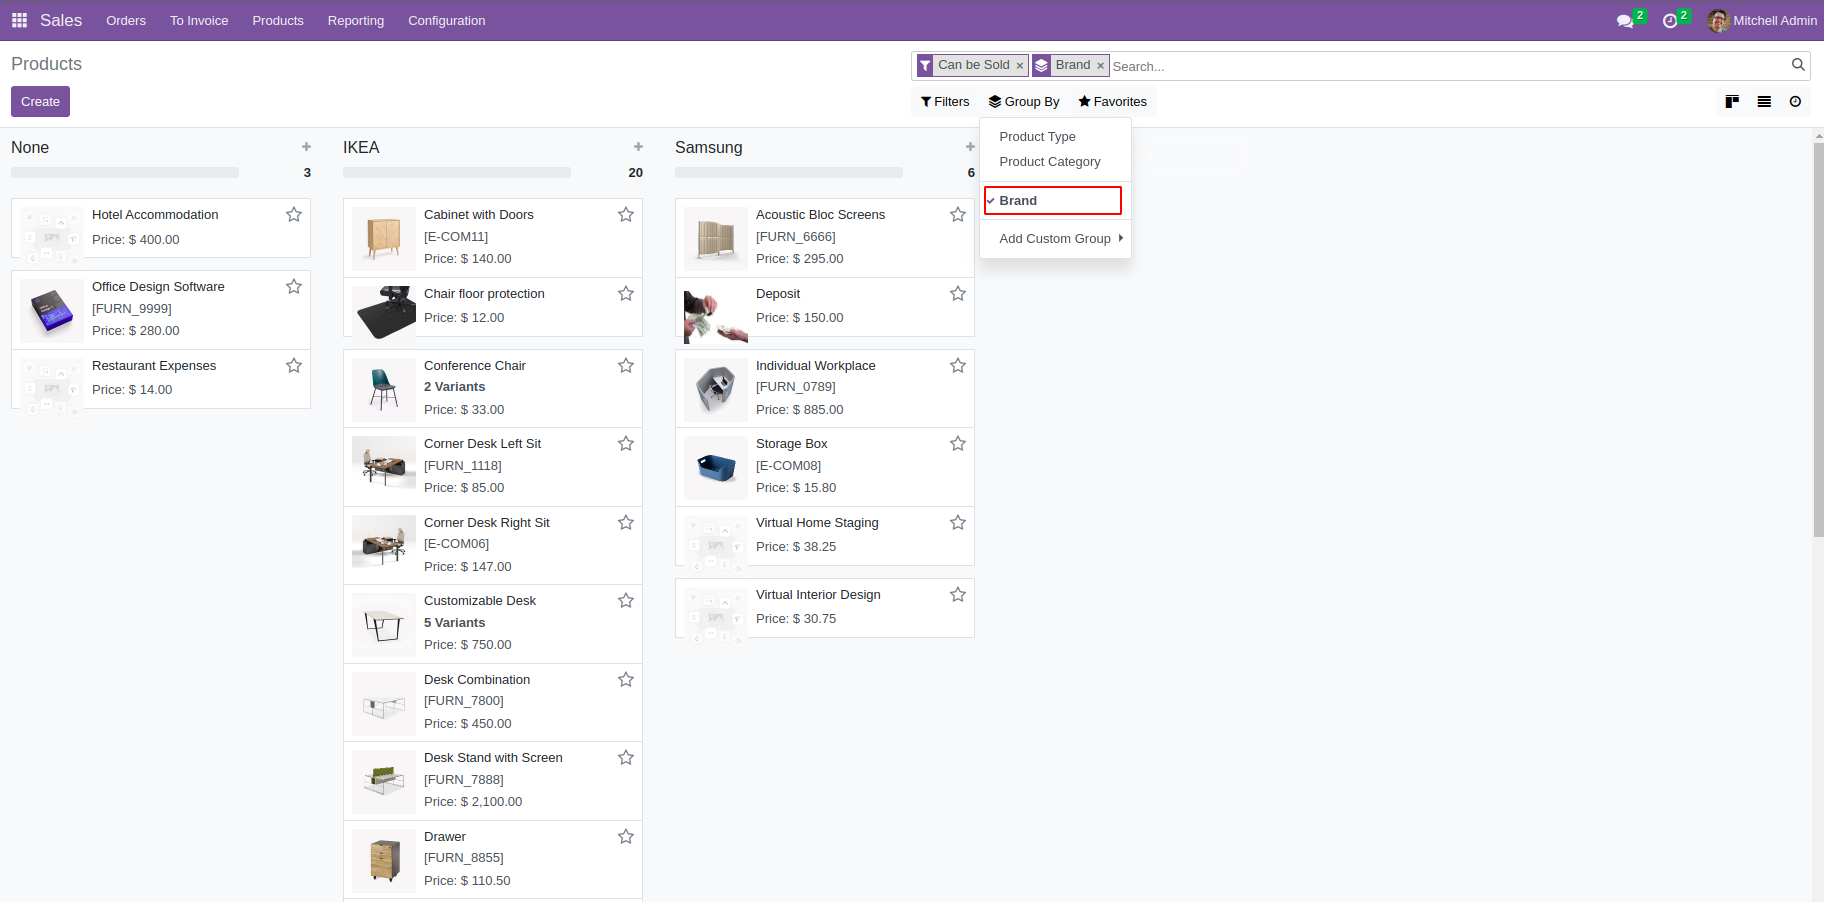 Sales Orders To Invoice Products Reporting Configuration 2 2 Mitchell Admin
Products
Can be Sold × Brand × Search...
Create
Filters Group By Favorites
Product Type
Product Category
Brand
Add Custom Group
None +
3
Hotel Accommodation
Price: $ 400.00
Office Design Software
[FURN_9999]
Price: $ 280.00
Restaurant Expenses
Price: $ 14.00
IKEA +
20
Cabinet with Doors
[E-COM11]
Price: $ 140.00
Chair floor protection
Price: $ 12.00
Conference Chair
2 Variants
Price: $ 33.00
Corner Desk Left Sit
[FURN_1118]
Price: $ 85.00
Corner Desk Right Sit
[E-COM06]
Price: $ 147.00
Customizable Desk
5 Variants
Price: $ 750.00
Desk Combination
[FURN_7800]
Price: $ 450.00
Desk Stand with Screen
[FURN_7888]
Price: $ 2,100.00
Drawer
[FURN_8855]
Price: $ 110.50
Samsung +
6
Acoustic Bloc Screens
[FURN_6666]
Price: $ 295.00
Deposit
Price: $ 150.00
Individual Workplace
[FURN_0789]
Price: $ 885.00
Storage Box
[E-COM08]
Price: $ 15.80
Virtual Home Staging
Price: $ 38.25
Virtual Interior Design
Price: $ 30.75